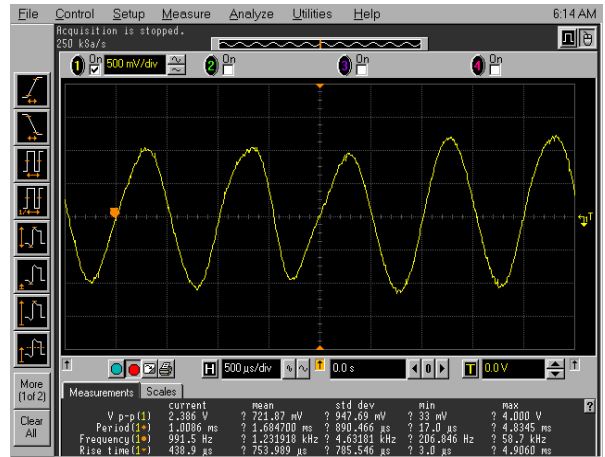 File Control Setup Measure Analyze Utilities Help 6:14 AM
Acquisition is stopped.
250 kSa/s
1 On 500 mV/div 2 On 3 On 4 On
T
1/2
More
(1of 2)
Clear
All
H 500 µs/div 0.0 s 0 T 0.0 V
Measurements Scales
current mean std dev min max
V p-p(1) 2.386 V ? 721.87 mV ? 947.69 mV ? 33 mV ? 4.000 V
Period(1) 1.0086 ms ? 1.684700 ms ? 890.466 µs ? 17.0 µs ? 4.8345 ms
Frequency(1) 991.5 Hz ? 1.231918 kHz ? 4.63181 kHz ? 206.846 Hz ? 58.7 kHz
Rise time(1) 438.9 µs ? 753.989 µs ? 785.546 µs ? 3.0 µs ? 4.9060 ms
?